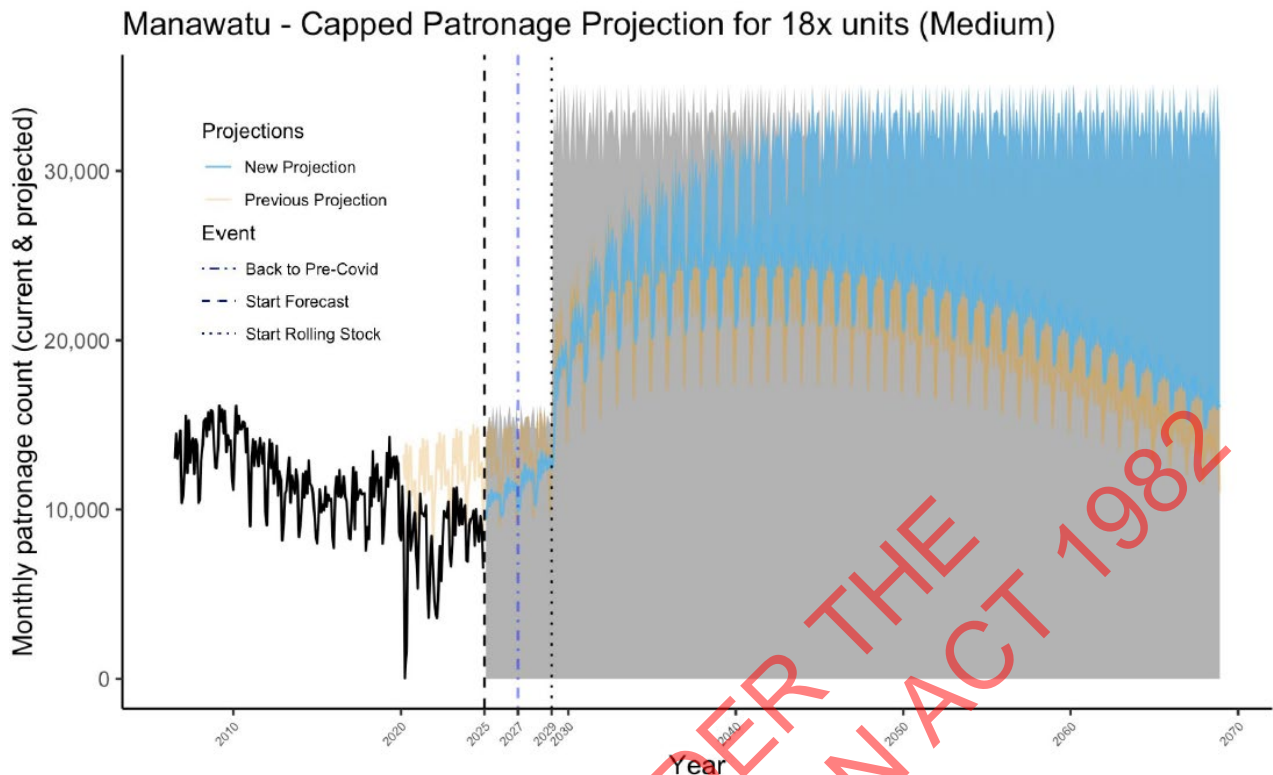 Manawatu - Capped Patronage Projection for 18x units (Medium)
Monthly patronage count (current & projected)
30,000
20,000
10,000
0
Projections
New Projection
Previous Projection
Event
Back to Pre-Covid
Start Forecast
Start Rolling Stock
2010
2020
2025
2027
2029
2030
2040
2050
2060
2070
Year
DER THE
N ACT 1982